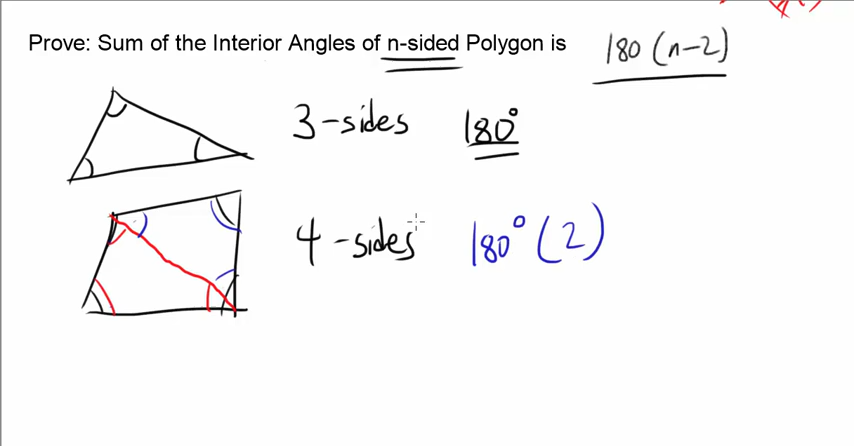 Prove: Sum of the Interior Angles of n-sided Polygon is 180 (n-2)
3-sides 180°
4-sides 180° (2)